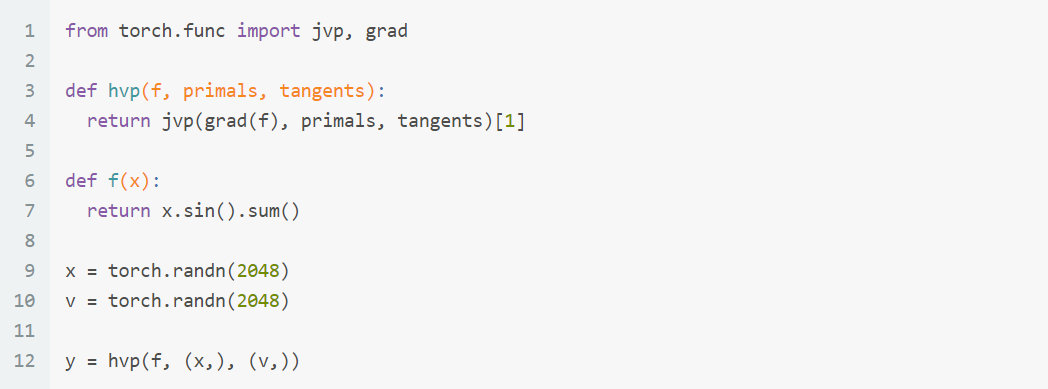 1 from torch.func import jvp, grad
2
3 def hvp(f, primals, tangents):
4   return jvp(grad(f), primals, tangents)[1]
5
6 def f(x):
7   return x.sin().sum()
8
9 x = torch.randn(2048)
10 v = torch.randn(2048)
11
12 y = hvp(f, (x,), (v,))